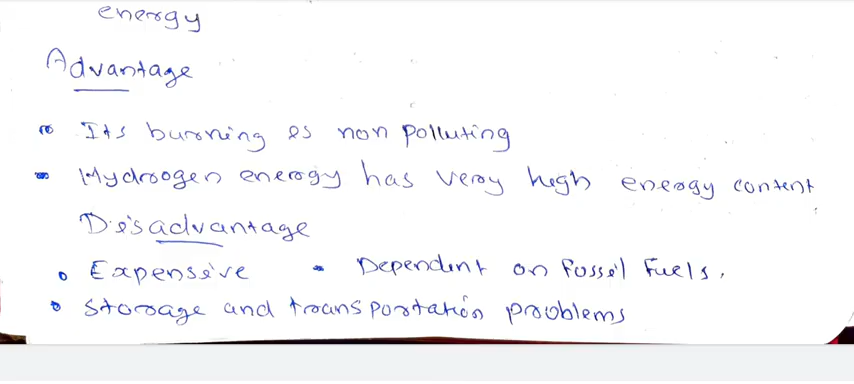 energy
Advantage
Its burning is non polluting
Hydrogen energy has very high energy content
Disadvantage
• Expensive • Dependent on Fossil Fuels.
• Storage and transportation problems